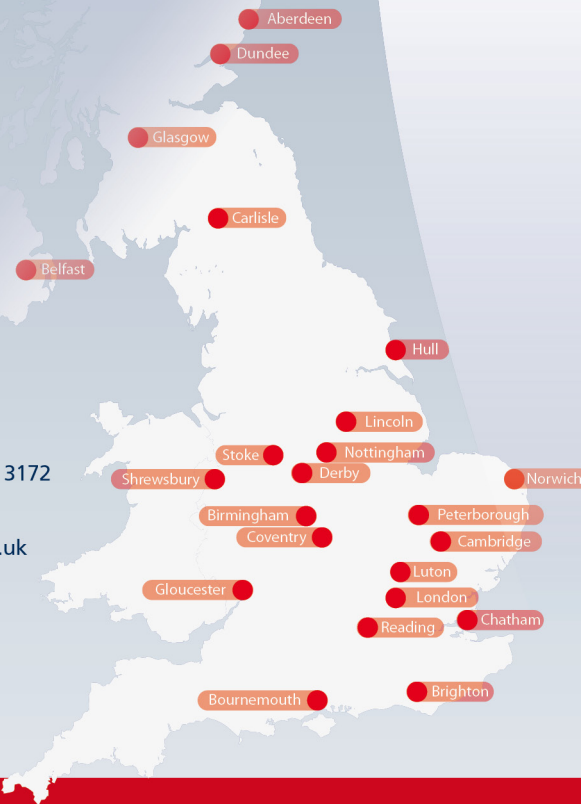 Aberdeen
Dundee
Glasgow
Carlisle
Belfast
Hull
Lincoln
Stoke
Nottingham
3172
Shrewsbury
Derby
Norwich
Birmingham
Peterborough
Coventry
Cambridge
.uk
Luton
Gloucester
London
Reading
Chatham
Bournemouth
Brighton